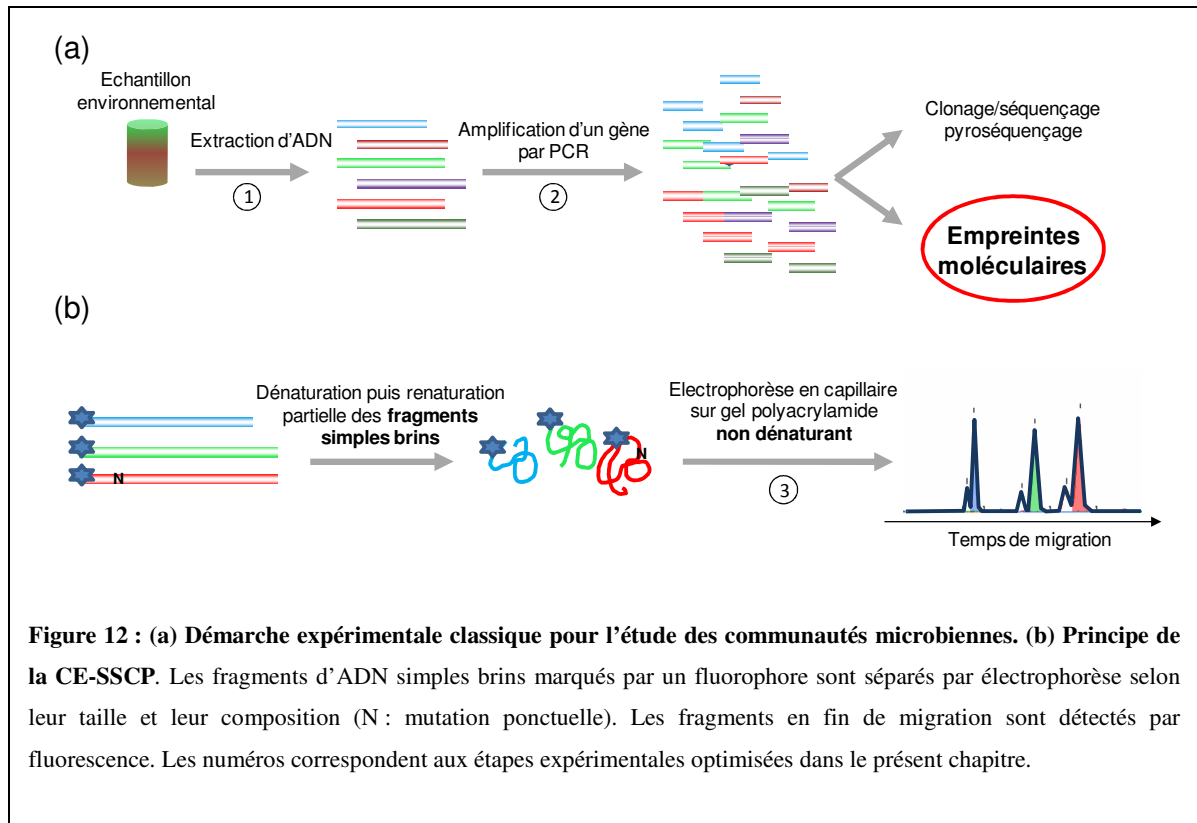 (a)
Echantillon
environnemental
Extraction d'ADN
1
Amplification d'un gène
par PCR
2
Clonage/séquençage
pyroséquençage
Empreintes
moléculaires
(b)
N
Dénaturation puis renaturation
partielle des fragments
simples brins
N
Electrophorèse en capillaire
sur gel polyacrylamide
non dénaturant
3
Temps de migration
Figure 12 : (a) Démarche expérimentale classique pour l'étude des communautés microbiennes. (b) Principe de
la CE-SSCP. Les fragments d'ADN simples brins marqués par un fluorophore sont séparés par électrophorèse selon
leur taille et leur composition (N : mutation ponctuelle). Les fragments en fin de migration sont détectés par
fluorescence. Les numéros correspondent aux étapes expérimentales optimisées dans le présent chapitre.